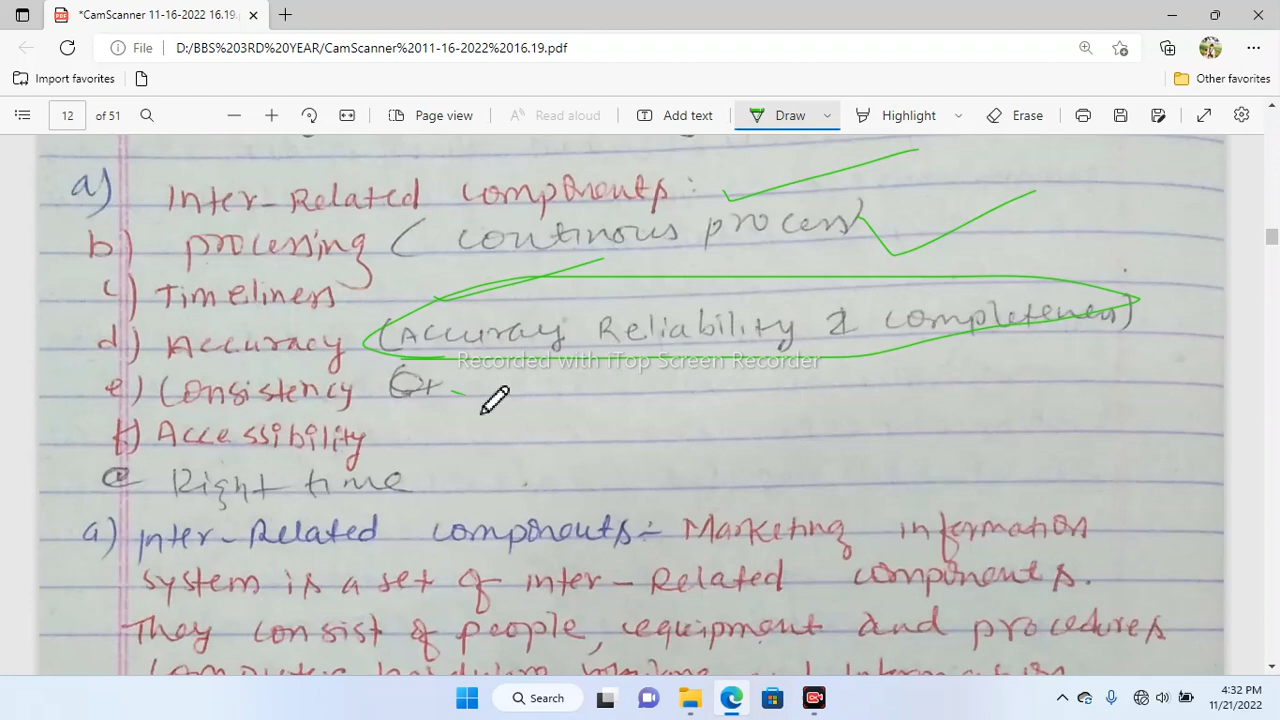 *CamScanner 11-16-2022 16.19.p
File D:/BBS%203RD%20YEAR/CamScanner%2011-16-2022%2016.19.pdf
Import favorites
Other favorites
12 of 51
Page view
Read aloud
Add text
Draw
Highlight
Erase
a) Inter-Related components:
b) processing ( continous process
c) Timeliness
d) Accuracy (Accuray Reliability & completeness)
Recorded with iTop Screen Recorder
e) Consistency
f) Accessibility
Right time
a) Inter-Related components:- Marketing information
system is a set of inter-Related components.
They consist of people, equipment and procedures
Search
4:32 PM
11/21/2022